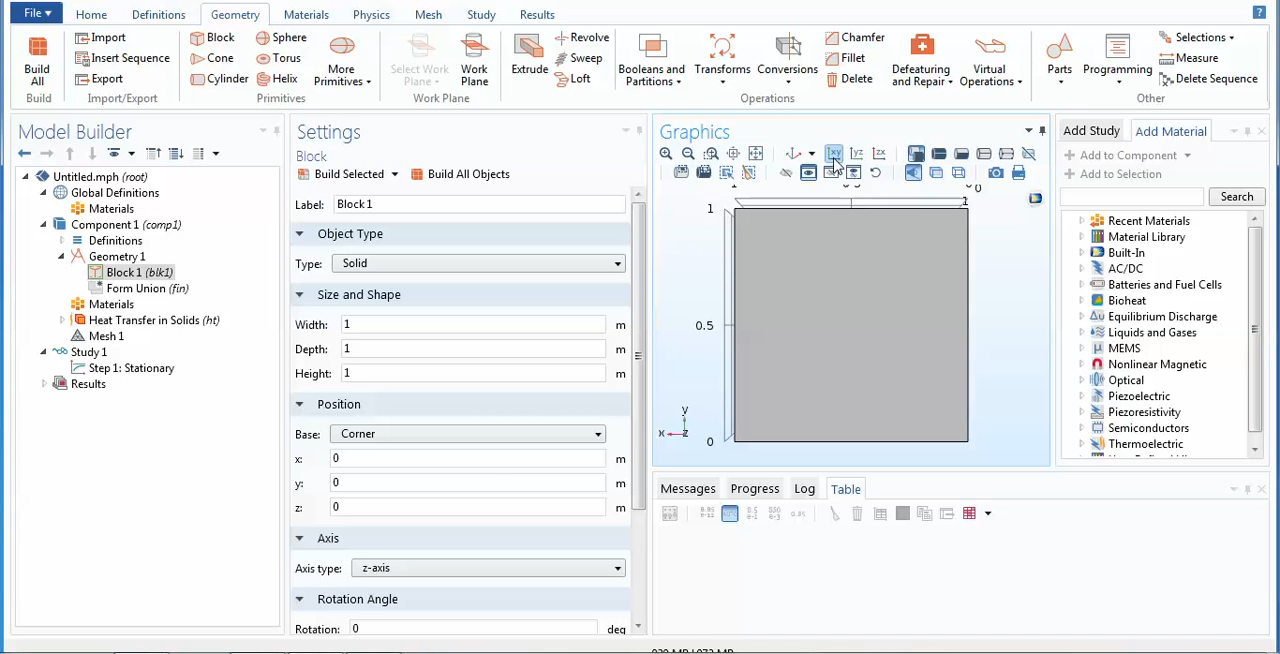 File Home Definitions Geometry Materials Physics Mesh Study Results ?
Build All
Import
Insert Sequence
Export
Block Sphere
Cone Torus
Cylinder Helix
More Primitives
Select Work Plane
Work Plane
Extrude
Revolve
Sweep
Loft
Booleans and Partitions
Transforms
Conversions
Chamfer
Fillet
Delete
Defeaturing and Repair
Virtual Operations
Parts
Programming
Selections
Measure
Delete Sequence
Build Import/Export Primitives Work Plane Operations Other
Model Builder
Untitled.mph (root)
Global Definitions
Materials
Component 1 (comp1)
Definitions
Geometry 1
Block 1 (blk1)
Form Union (fin)
Materials
Heat Transfer in Solids (ht)
Mesh 1
Study 1
Step 1: Stationary
Results
Settings
Block
Build Selected Build All Objects
Label: Block 1
Object Type
Type: Solid
Size and Shape
Width: 1 m
Depth: 1 m
Height: 1 m
Position
Base: Corner
x: 0 m
y: 0 m
z: 0 m
Axis
Axis type: z-axis
Rotation Angle
Rotation: 0 deg
Graphics
xy yz zx
0
1
1
0.5
0
y
x z
Messages Progress Log Table
Add Study Add Material
Add to Component
Add to Selection
Search
Recent Materials
Material Library
Built-In
AC/DC
Batteries and Fuel Cells
Bioheat
Equilibrium Discharge
Liquids and Gases
MEMS
Nonlinear Magnetic
Optical
Piezoelectric
Piezoresistivity
Semiconductors
Thermoelectric